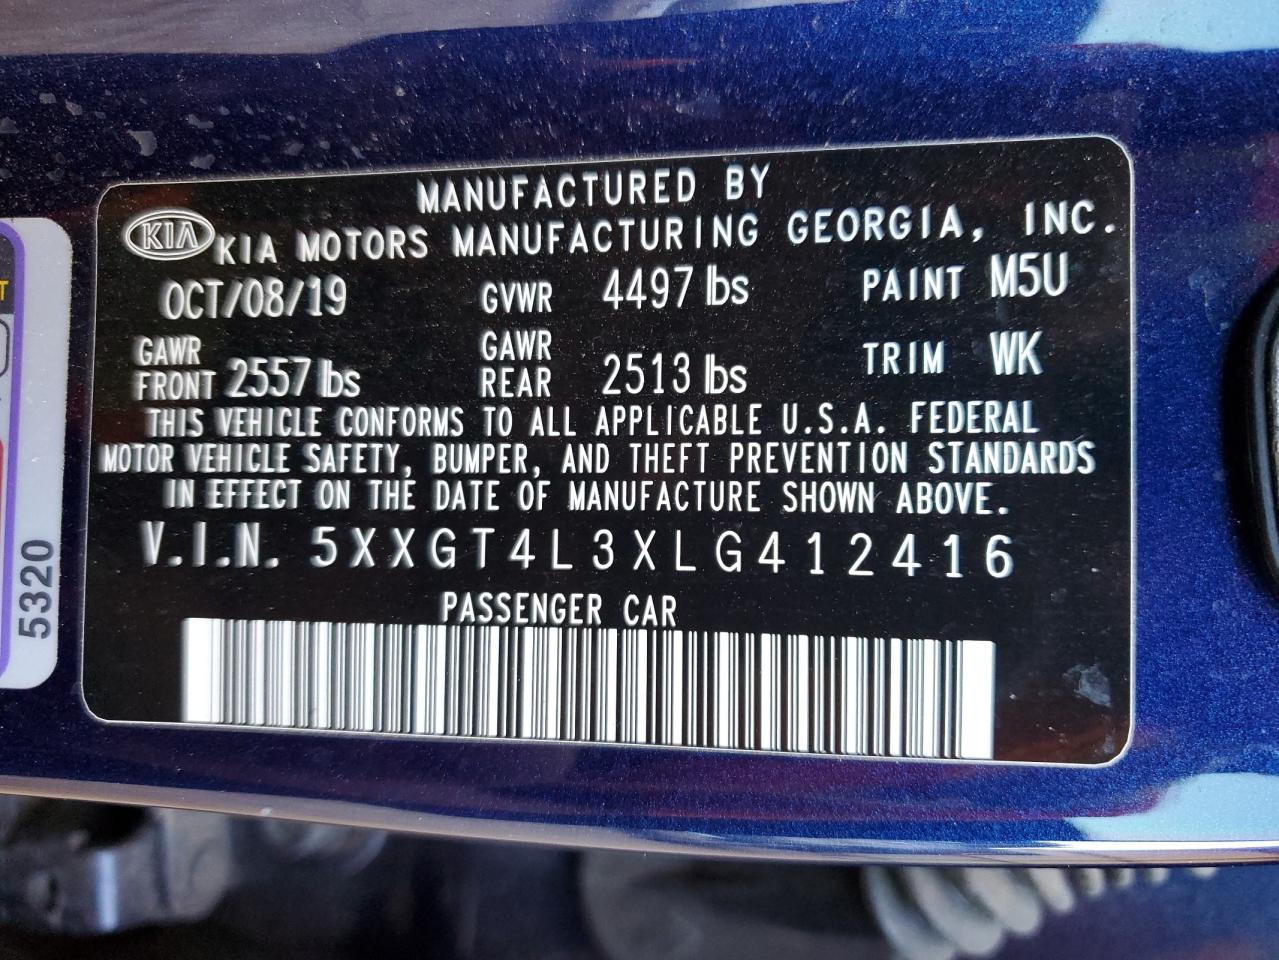 MANUFACTURED BY
KIA KIA MOTORS MANUFACTURING GEORGIA, INC.
OCT/08/19 GVWR 4497 lbs PAINT M5U
GAWR FRONT 2557 lbs GAWR REAR 2513 lbs TRIM WK
THIS VEHICLE CONFORMS TO ALL APPLICABLE U.S.A. FEDERAL
MOTOR VEHICLE SAFETY, BUMPER, AND THEFT PREVENTION STANDARDS
IN EFFECT ON THE DATE OF MANUFACTURE SHOWN ABOVE.
V.I.N. 5XXGT4L3XLG412416
PASSENGER CAR
5320